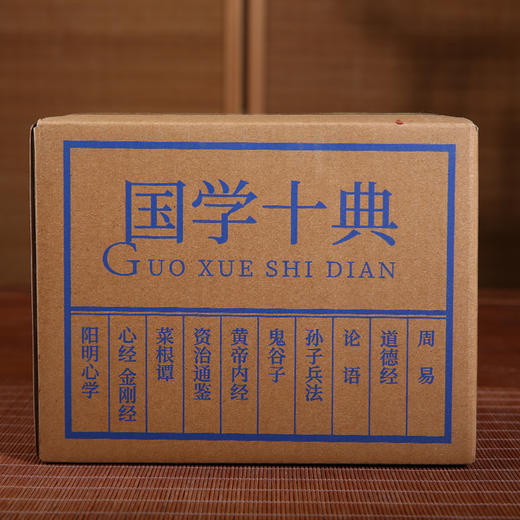 国学十典
GUO XUE SHI DIAN
周易
道德经
论语
孙子兵法
鬼谷子
黄帝内经
资治通鉴
菜根谭
心经 金刚经
阳明心学